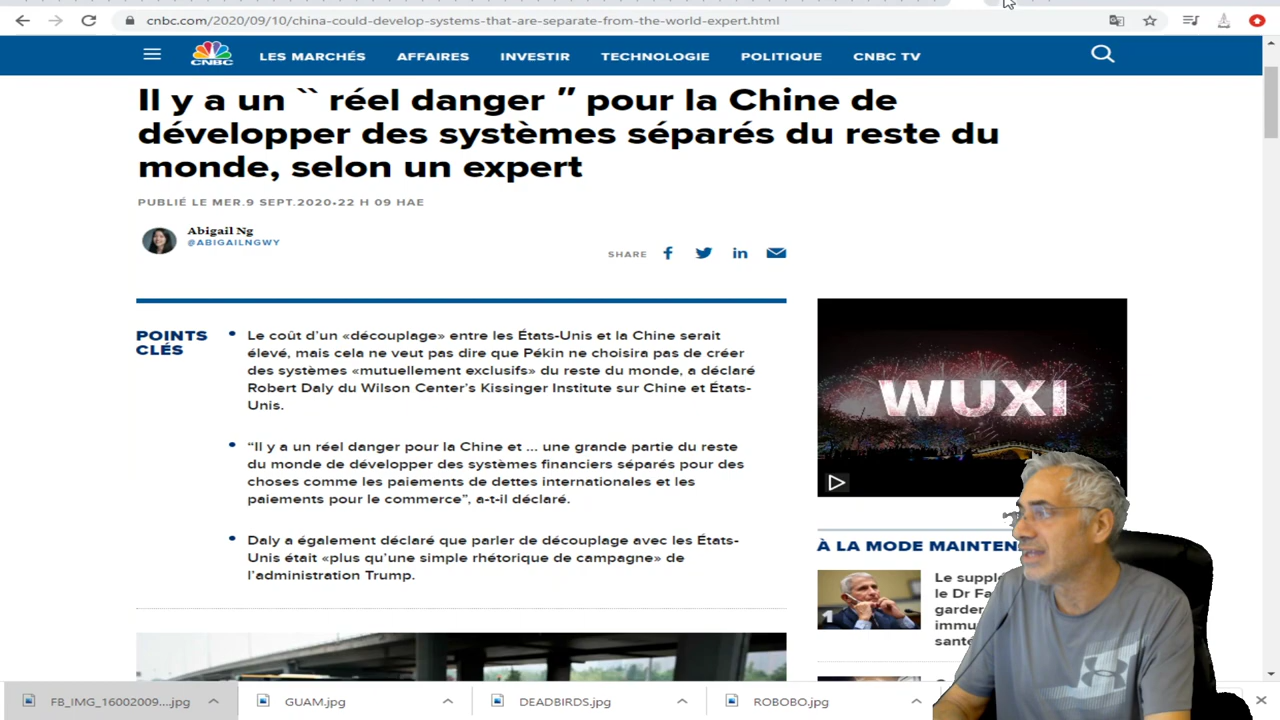 cnbc.com/2020/09/10/china-could-develop-systems-that-are-separate-from-the-world-expert.html
CNBC
LES MARCHÉS AFFAIRES INVESTIR TECHNOLOGIE POLITIQUE CNBC TV
Il y a un `` réel danger ″ pour la Chine de
développer des systèmes séparés du reste du
monde, selon un expert
PUBLIÉ LE MER.9 SEPT.2020•22 H 09 HAE
Abigail Ng
@ABIGAILNGWY
SHARE
POINTS
CLÉS
• Le coût d’un «découplage» entre les États-Unis et la Chine serait
élevé, mais cela ne veut pas dire que Pékin ne choisira pas de créer
des systèmes «mutuellement exclusifs» du reste du monde, a déclaré
Robert Daly du Wilson Center’s Kissinger Institute sur Chine et États-
Unis.
• “Il y a un réel danger pour la Chine et ... une grande partie du reste
du monde de développer des systèmes financiers séparés pour des
choses comme les paiements de dettes internationales et les
paiements pour le commerce”, a-t-il déclaré.
• Daly a également déclaré que parler de découplage avec les États-
Unis était «plus qu’une simple rhétorique de campagne» de
l’administration Trump.
WUXI
À LA MODE MAINTEN
1
Le suppl
le Dr Fa
garder
immu
santé
FB_IMG_16002009....jpg
GUAM.jpg
DEADBIRDS.jpg
ROBOBO.jpg